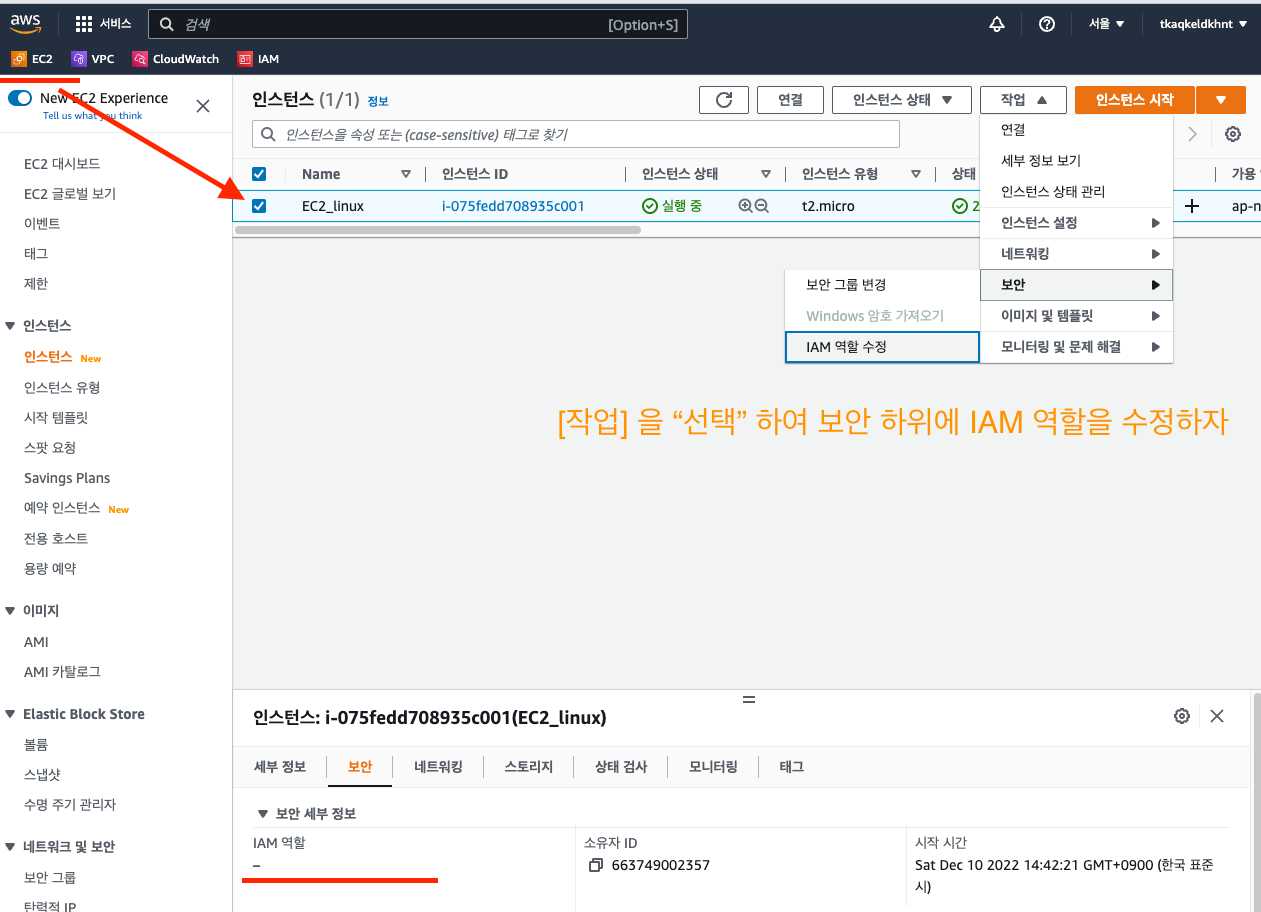 aws
서비스
검색
[Option+S]
서울
tkaqkeldkhnt
EC2
VPC
CloudWatch
IAM
New EC2 Experience
Tell us what you think
EC2 대시보드
EC2 글로벌 보기
이벤트
태그
제한
인스턴스
인스턴스 New
인스턴스 유형
시작 템플릿
스팟 요청
Savings Plans
예약 인스턴스 New
전용 호스트
용량 예약
이미지
AMI
AMI 카탈로그
Elastic Block Store
볼륨
스냅샷
수명 주기 관리자
네트워크 및 보안
보안 그룹
탄력적 IP
인스턴스 (1/1) 정보
연결
인스턴스 상태
작업
인스턴스 시작
인스턴스을 속성 또는 (case-sensitive) 태그로 찾기
Name
인스턴스 ID
인스턴스 상태
인스턴스 유형
상태
가용
EC2_linux
i-075fedd708935c001
실행 중
t2.micro
2
ap-n
연결
세부 정보 보기
인스턴스 상태 관리
인스턴스 설정
네트워킹
보안
이미지 및 템플릿
모니터링 및 문제 해결
보안 그룹 변경
Windows 암호 가져오기
IAM 역할 수정
[작업] 을 “선택” 하여 보안 하위에 IAM 역할을 수정하자
인스턴스: i-075fedd708935c001(EC2_linux)
세부 정보
보안
네트워킹
스토리지
상태 검사
모니터링
태그
보안 세부 정보
IAM 역할
–
소유자 ID
663749002357
시작 시간
Sat Dec 10 2022 14:42:21 GMT+0900 (한국 표준
시)